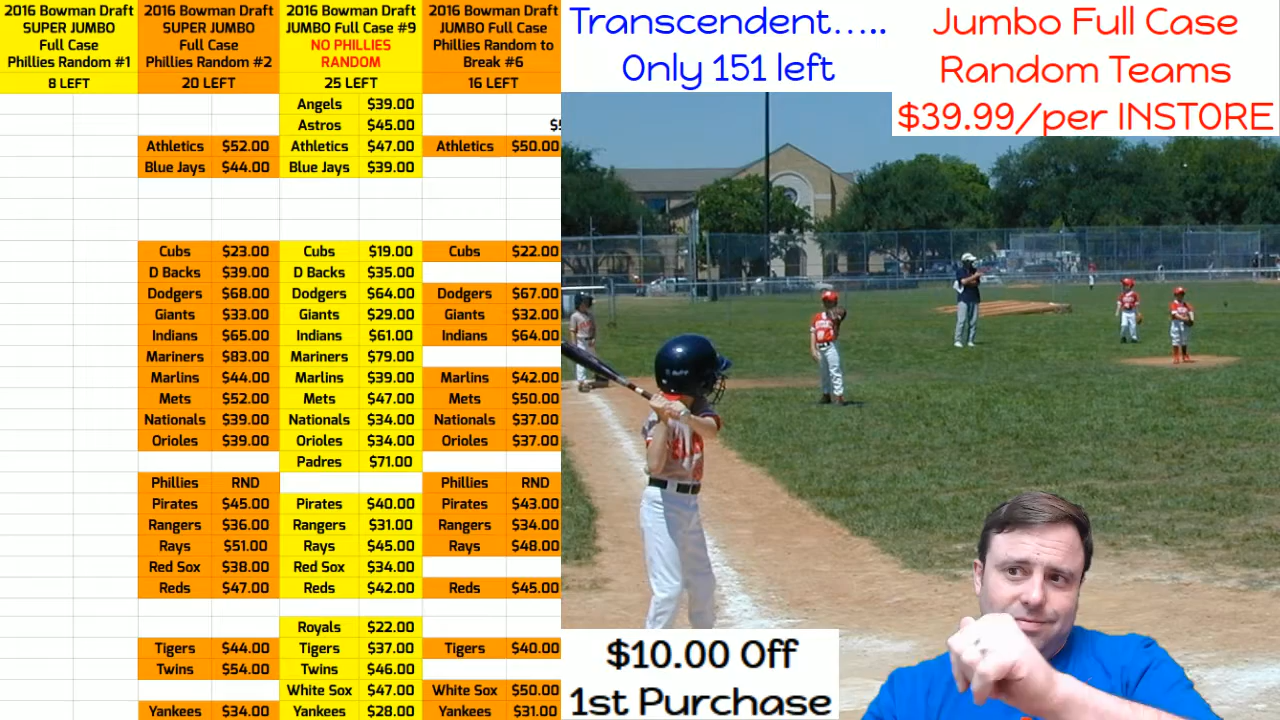 2016 Bowman Draft
SUPER JUMBO
Full Case
Phillies Random #1
8 LEFT
2016 Bowman Draft
SUPER JUMBO
Full Case
Phillies Random #2
20 LEFT
2016 Bowman Draft
JUMBO Full Case #9
NO PHILLIES
RANDOM
25 LEFT
2016 Bowman Draft
JUMBO Full Case
Phillies Random to
Break #6
16 LEFT
Angels $39.00
Astros $45.00
Athletics $52.00 Athletics $47.00 Athletics $50.00
Blue Jays $44.00 Blue Jays $39.00
Cubs $23.00 Cubs $19.00 Cubs $22.00
D Backs $39.00 D Backs $35.00
Dodgers $68.00 Dodgers $64.00 Dodgers $67.00
Giants $33.00 Giants $29.00 Giants $32.00
Indians $65.00 Indians $61.00 Indians $64.00
Mariners $83.00 Mariners $79.00
Marlins $44.00 Marlins $39.00 Marlins $42.00
Mets $52.00 Mets $47.00 Mets $50.00
Nationals $39.00 Nationals $34.00 Nationals $37.00
Orioles $39.00 Orioles $34.00 Orioles $37.00
Padres $71.00
Phillies RND Phillies RND
Pirates $45.00 Pirates $40.00 Pirates $43.00
Rangers $36.00 Rangers $31.00 Rangers $34.00
Rays $51.00 Rays $45.00 Rays $48.00
Red Sox $38.00 Red Sox $34.00
Reds $47.00 Reds $42.00 Reds $45.00
Royals $22.00
Tigers $44.00 Tigers $37.00 Tigers $40.00
Twins $54.00 Twins $46.00
White Sox $47.00 White Sox $50.00
Yankees $34.00 Yankees $28.00 Yankees $31.00
Transcendent.....
Only 151 left
Jumbo Full Case
Random Teams
$39.99/per INSTORE
$10.00 Off
1st Purchase